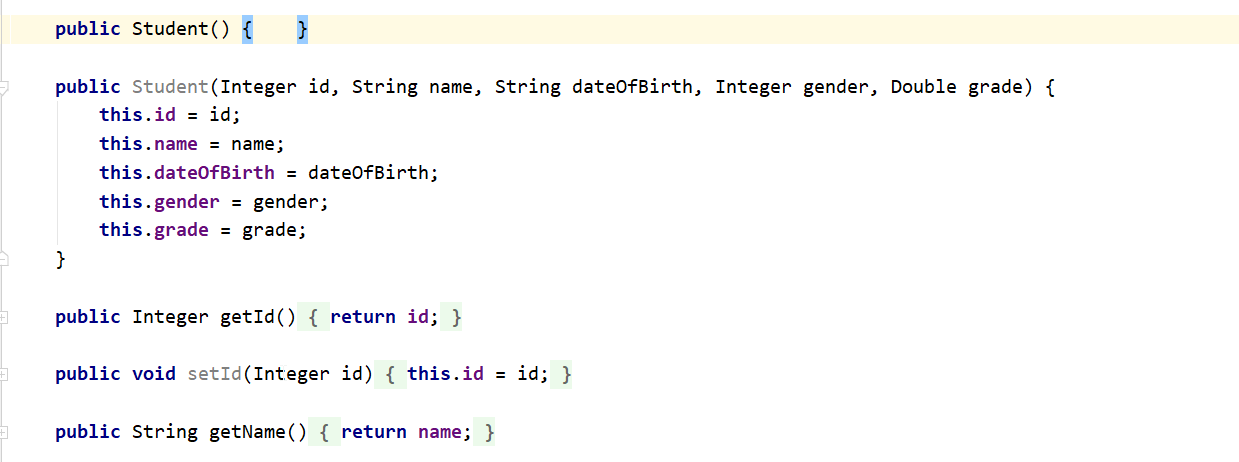 public Student() {    }
public Student(Integer id, String name, String dateOfBirth, Integer gender, Double grade) {
this.id = id;
this.name = name;
this.dateOfBirth = dateOfBirth;
this.gender = gender;
this.grade = grade;
}
public Integer getId() { return id; }
public void setId(Integer id) { this.id = id; }
public String getName() { return name; }